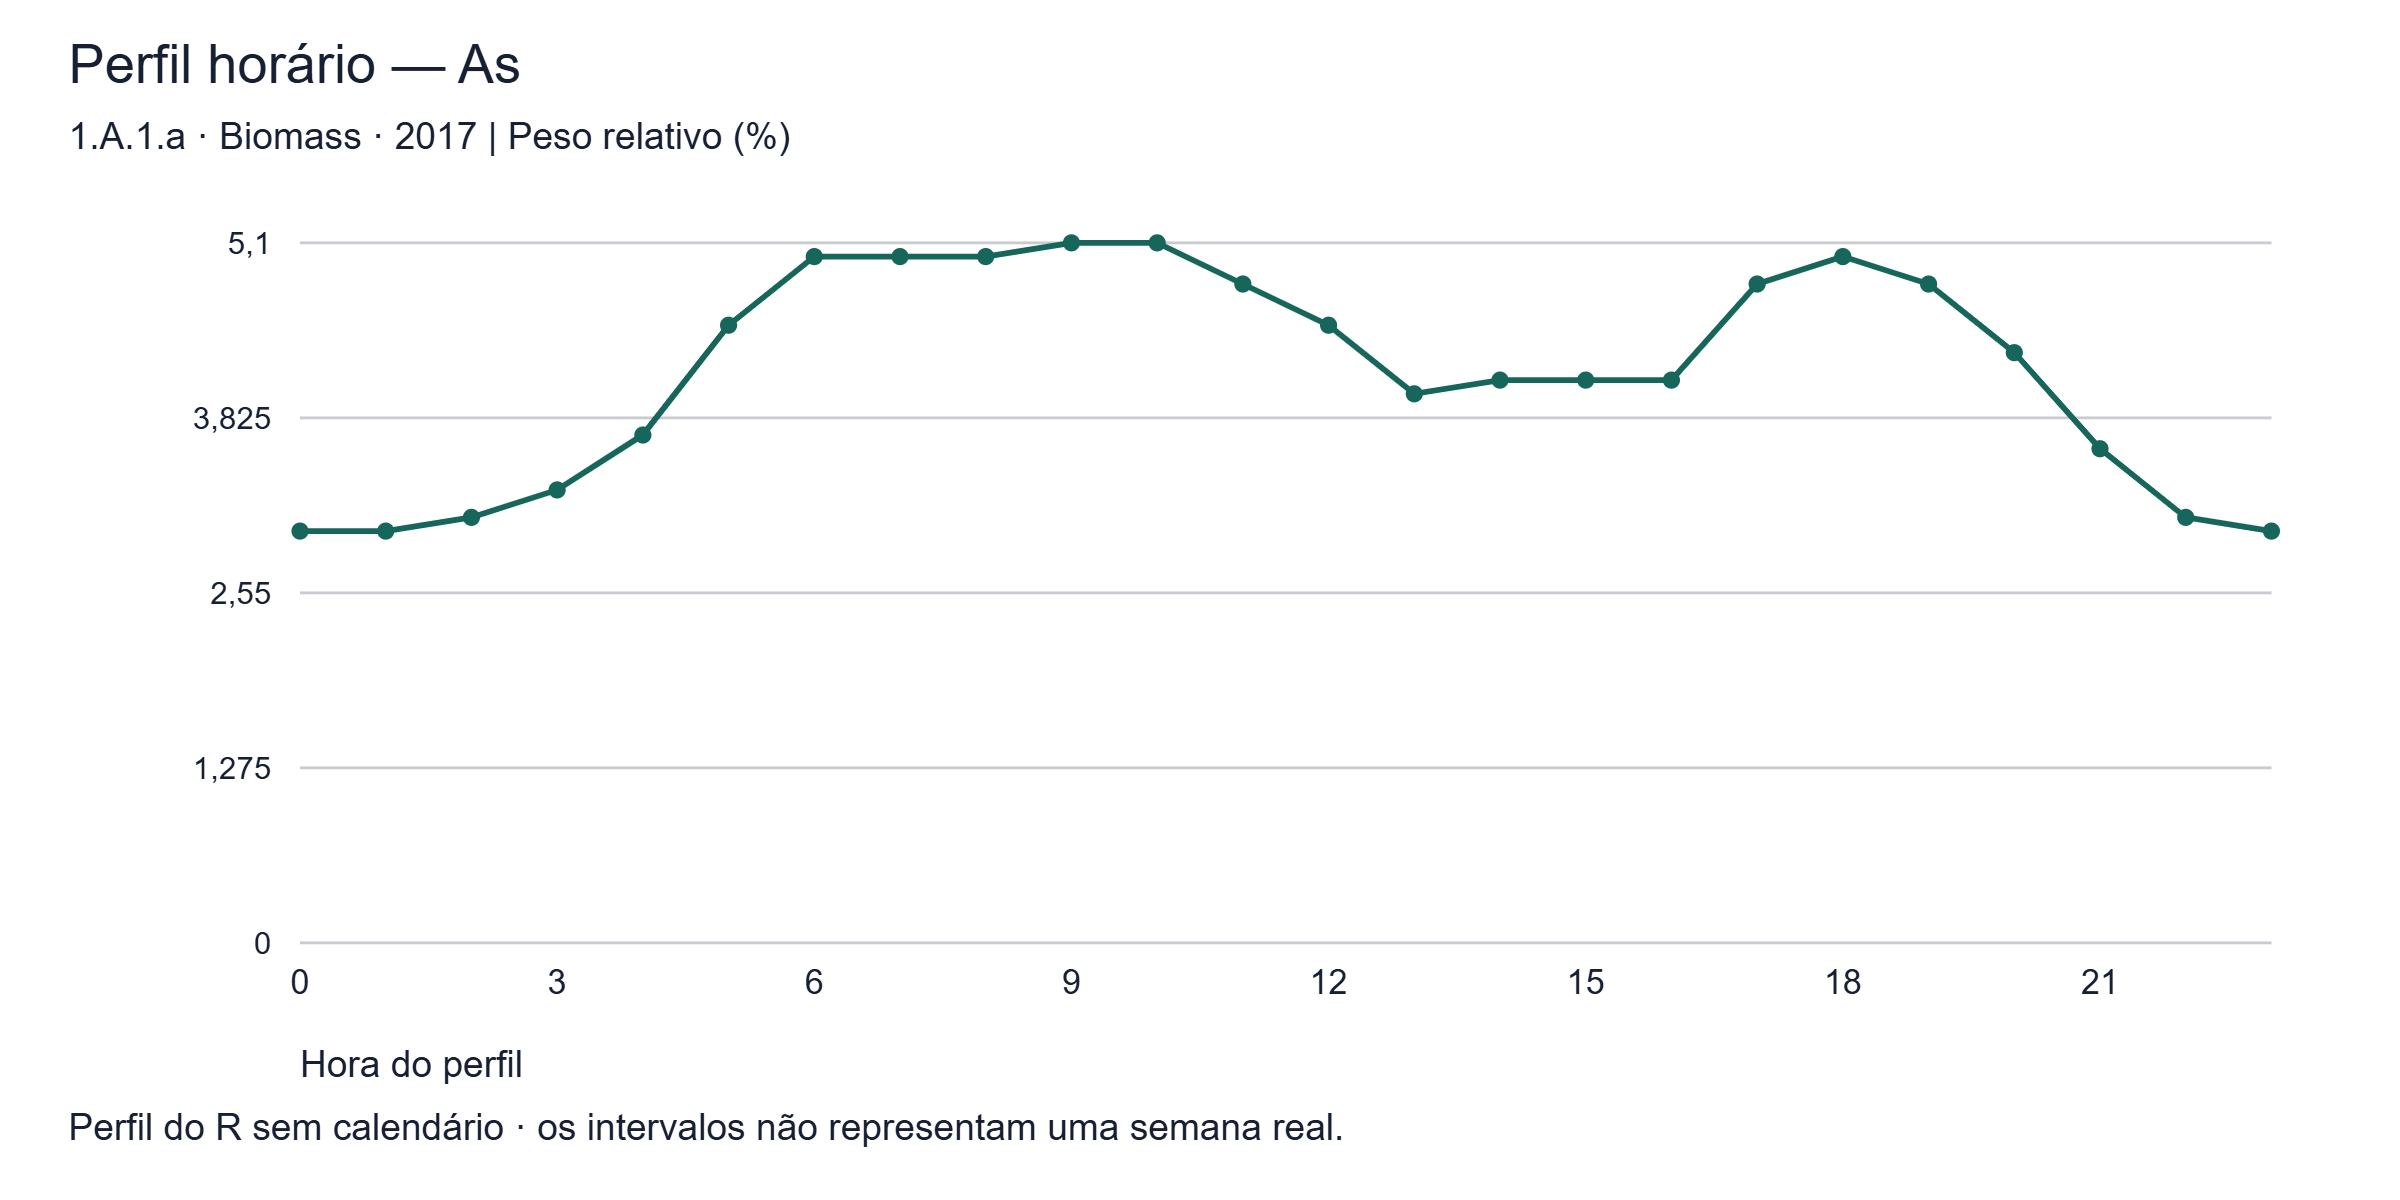 Perfil horário — As
1.A.1.a · Biomass · 2017 | Peso relativo (%)
5,1
3,825
2,55
1,275
0
0 3 6 9 12 15 18 21
Hora do perfil
Perfil do R sem calendário · os intervalos não representam uma semana real.